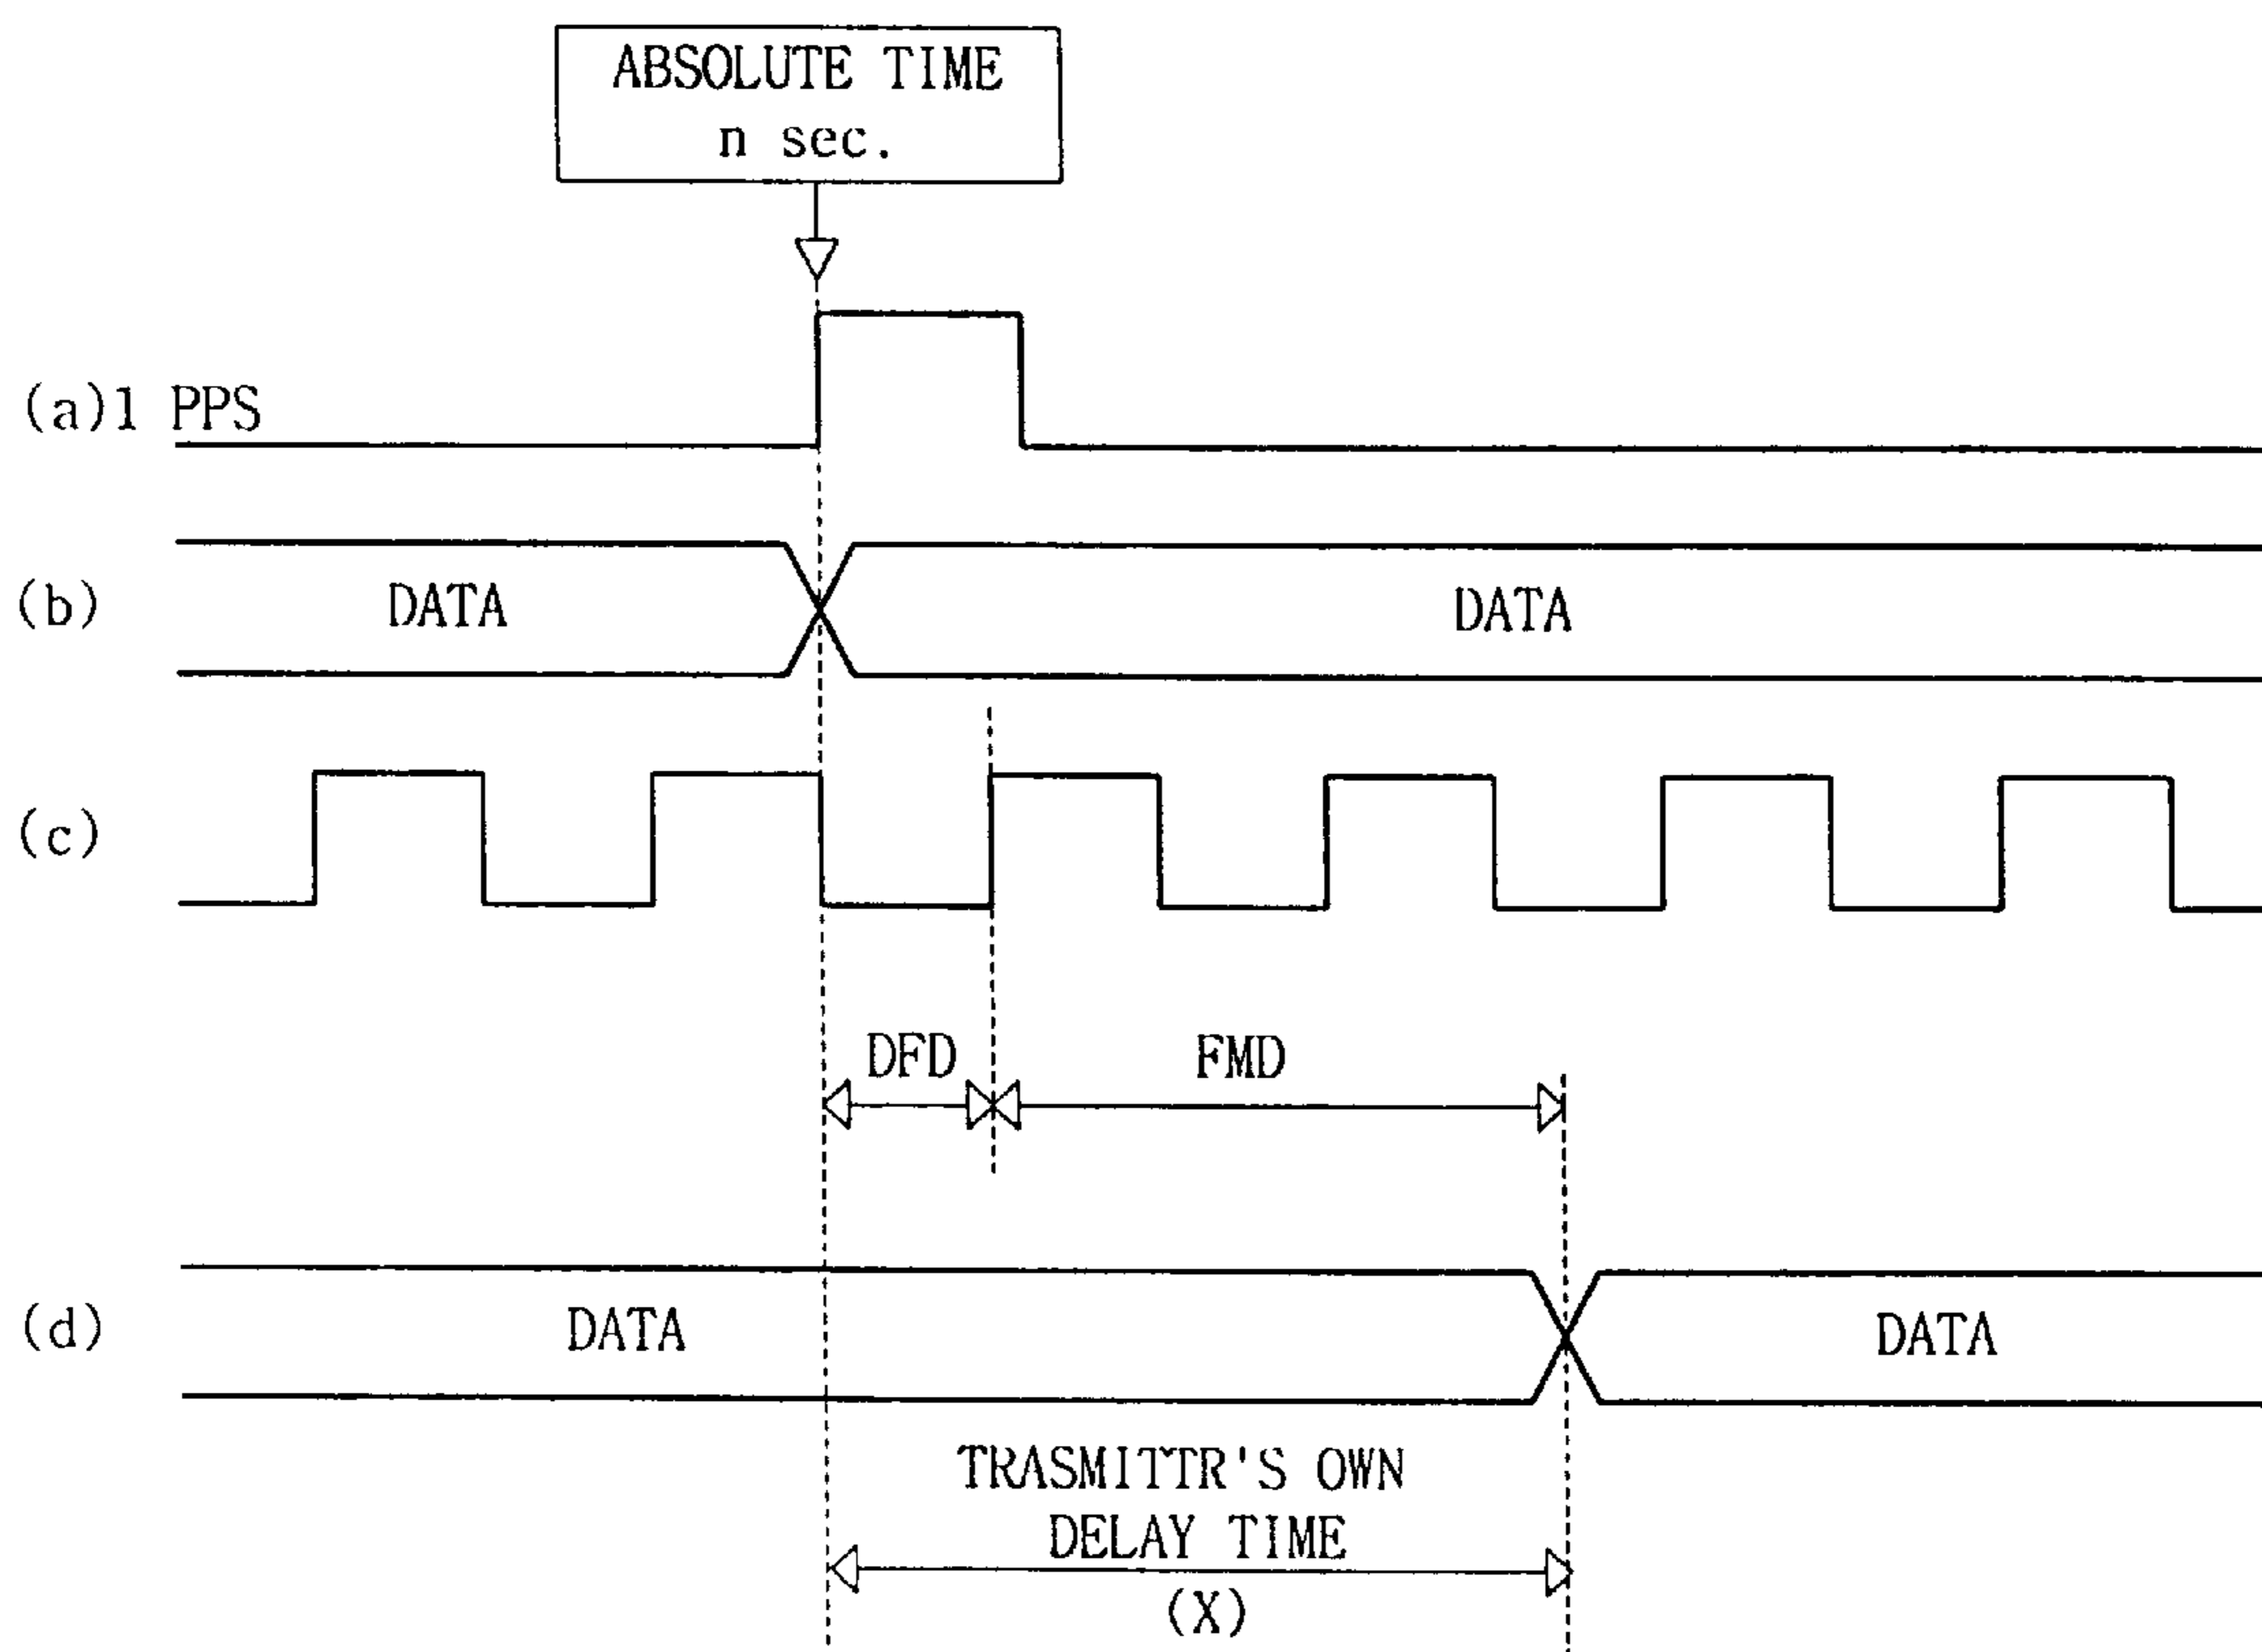 ABSOLUTE TIME
n sec.
(a)1 PPS
(b) DATA DATA
(c)
DFD FMD
(d) DATA DATA
TRASMITTR'S OWN
DELAY TIME
(X)